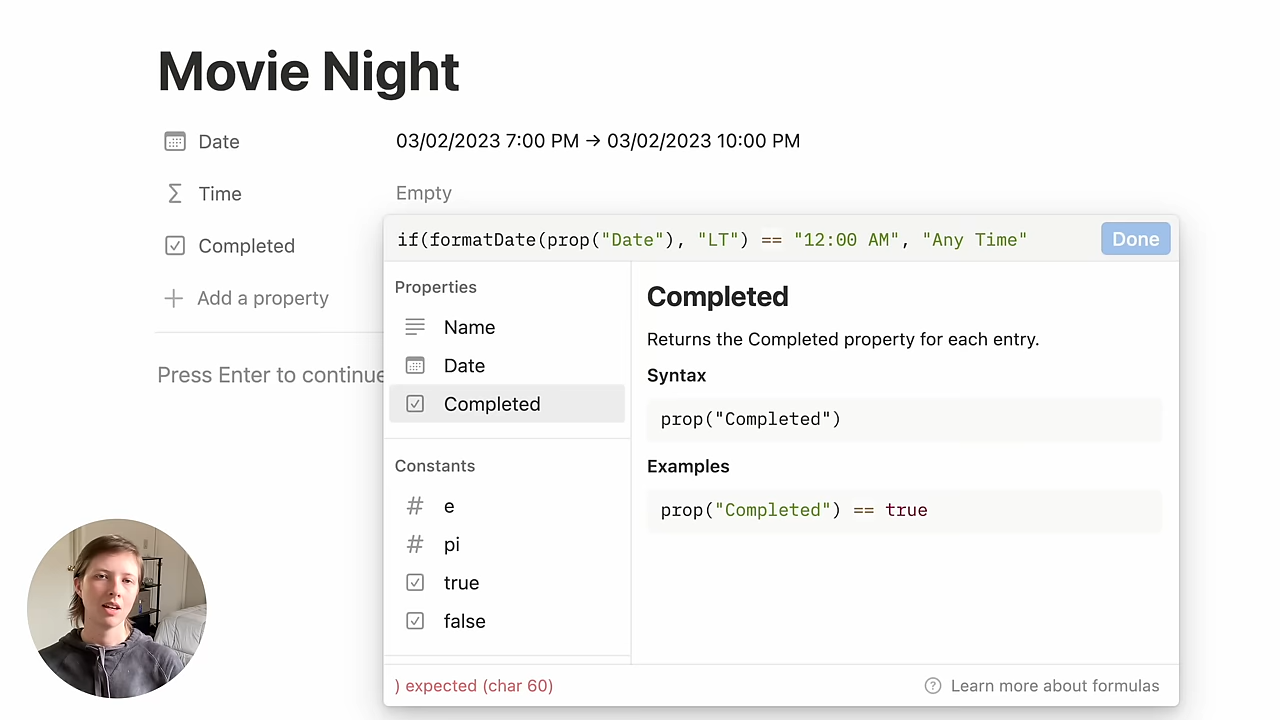 Movie Night
Date
03/02/2023 7:00 PM → 03/02/2023 10:00 PM
Time
Empty
Completed
Add a property
Press Enter to continue
if(formatDate(prop("Date"), "LT") == "12:00 AM", "Any Time"
Done
Properties
Name
Date
Completed
Constants
e
pi
true
false
Completed
Returns the Completed property for each entry.
Syntax
prop("Completed")
Examples
prop("Completed") == true
) expected (char 60)
Learn more about formulas